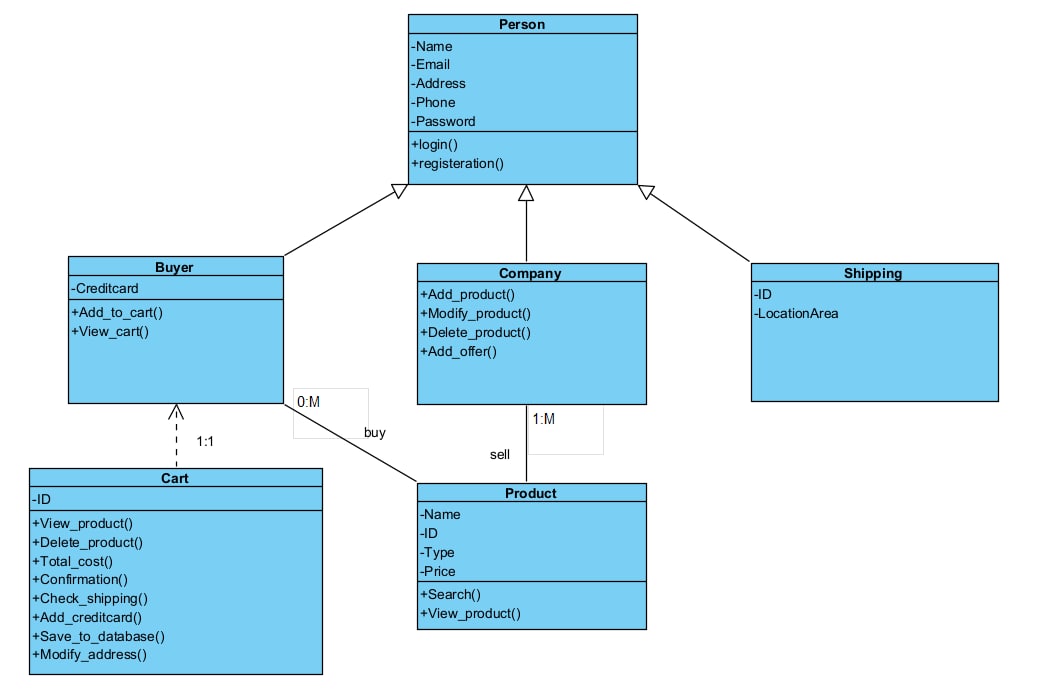 Person
-Name
-Email
-Address
-Phone
-Password
+login()
+registeration()
Buyer
-Creditcard
+Add_to_cart()
+View_cart()
Company
+Add_product()
+Modify_product()
+Delete_product()
+Add_offer()
Shipping
-ID
-LocationArea
0:M
buy
1:M
sell
1:1
Cart
-ID
+View_product()
+Delete_product()
+Total_cost()
+Confirmation()
+Check_shipping()
+Add_creditcard()
+Save_to_database()
+Modify_address()
Product
-Name
-ID
-Type
-Price
+Search()
+View_product()